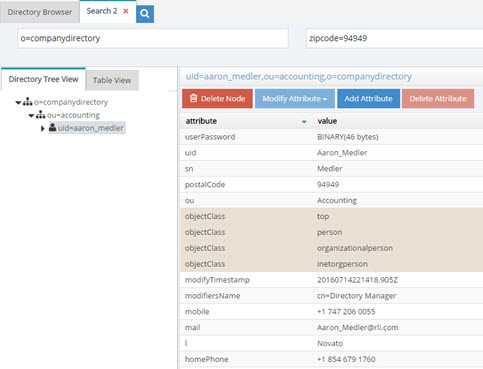 Directory Browser
Search 2 ×
o=companydirectory
zipcode=94949
Directory Tree View
Table View
o=companydirectory
ou=accounting
uid=aaron_medler
uid=aaron_medler,ou=accounting,o=companydirectory
Delete Node Modify Attribute Add Attribute Delete Attribute
attribute value
userPassword BINARY(46 bytes)
uid Aaron_Medler
sn Medler
postalCode 94949
ou Accounting
objectClass top
objectClass person
objectClass organizationalperson
objectClass inetorgperson
modifyTimestamp 20160714221418.905Z
modifiersName cn=Directory Manager
mobile +1 747 206 0055
mail Aaron_Medler@rli.com
l Novato
homePhone +1 854 679 1760